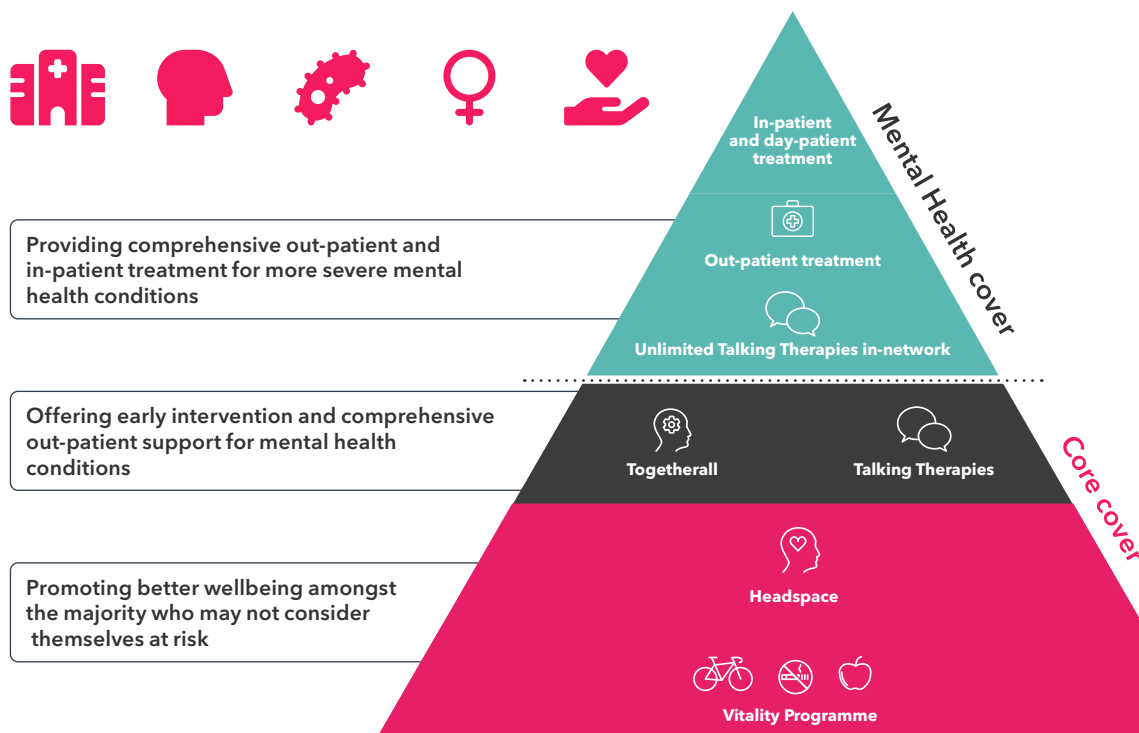 In-patient
and day-patient
treatment
Mental Health cover
Providing comprehensive out-patient and
in-patient treatment for more severe mental
health conditions
Out-patient treatment
Unlimited Talking Therapies in-network
Offering early intervention and comprehensive
out-patient support for mental health
conditions
Togetherall
Talking Therapies
Core cover
Promoting better wellbeing amongst
the majority who may not consider
themselves at risk
Headspace
Vitality Programme